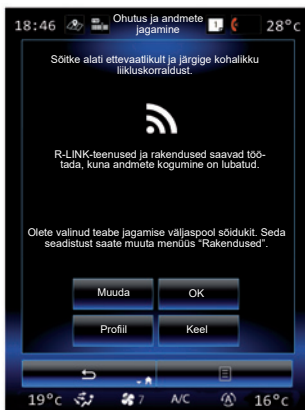 18:46
Ohutus ja andmete
jagamine
1
28°c
Sõitke alati ettevaatlikult ja järgige kohalikku
liikluskorraldust.
R-LINK-teenused ja rakendused saavad töö-
tada, kuna andmete kogumine on lubatud.
Olete valinud teabe jagamise väljaspool sõidukit. Seda
seadistust saate muuta menüüs “Rakendused”.
Muuda
OK
Profiil
Keel
19°c
7
A/C
A
16°c